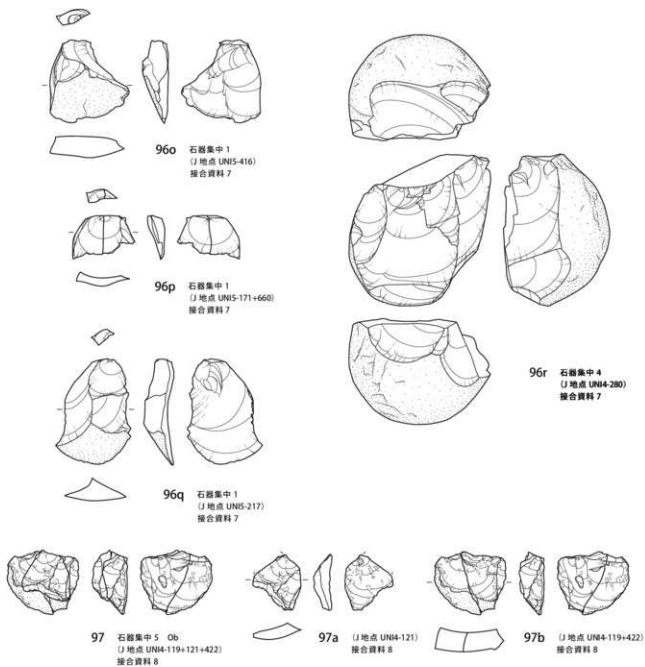 96o 石器集中 1
(J 地点 UNI5-416)
接合資料 7
96p 石器集中 1
(J 地点 UNI5-171+660)
接合資料 7
96q 石器集中 1
(J 地点 UNI5-217)
接合資料 7
96r 石器集中 4
(J 地点 UNI4-280)
接合資料 7
97 石器集中 5 Ob
(J 地点 UNI4-119+121+422)
接合資料 8
97a (J 地点 UNI4-121)
接合資料 8
97b (J 地点 UNI4-119+422)
接合資料 8